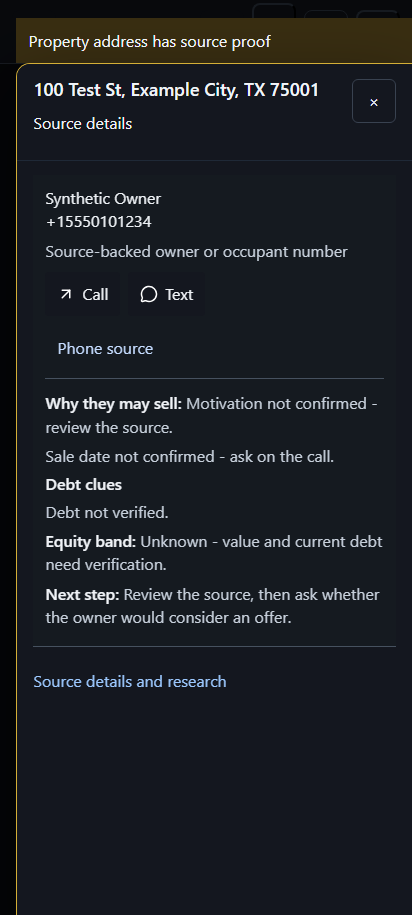 Property address has source proof
100 Test St, Example City, TX 75001
×
Source details
Synthetic Owner
+15550101234
Source-backed owner or occupant number
Call
Text
Phone source
Why they may sell: Motivation not confirmed -
review the source.
Sale date not confirmed - ask on the call.
Debt clues
Debt not verified.
Equity band: Unknown - value and current debt
need verification.
Next step: Review the source, then ask whether
the owner would consider an offer.
Source details and research